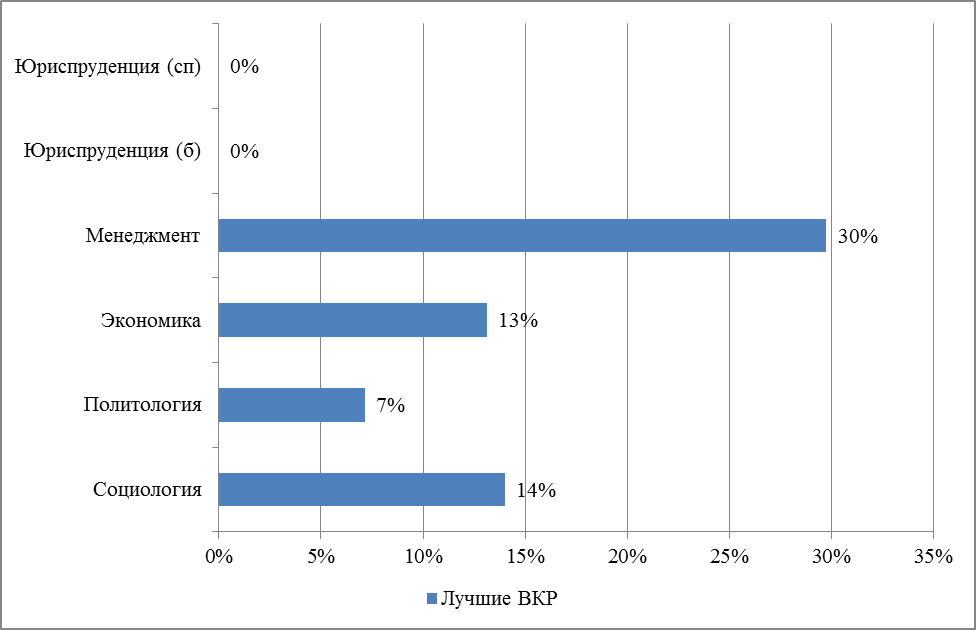 Юриспруденция (сп) 0%
Юриспруденция (б) 0%
Менеджмент 30%
Экономика 13%
Политология 7%
Социология 14%
0% 5% 10% 15% 20% 25% 30% 35%
Лучшие ВКР